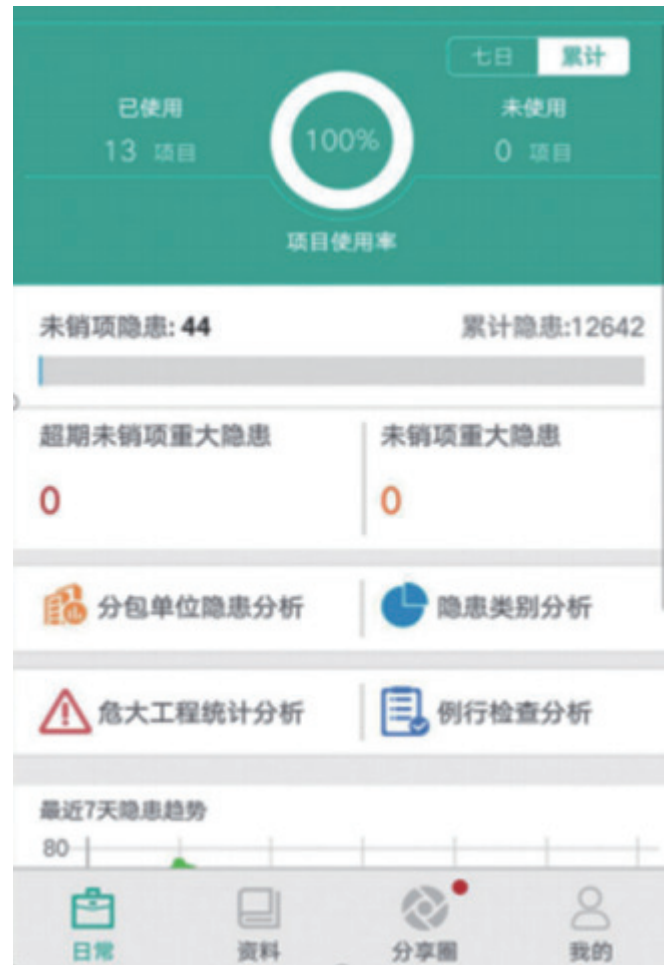 七日 累计
已使用 未使用
13 项目 100% 0 项目
项目使用率
未销项隐患: 44 累计隐患:12642
超期未销项重大隐患 未销项重大隐患
0 0
分包单位隐患分析 隐患类别分析
危大工程统计分析 例行检查分析
最近7天隐患趋势
80
日常 资料 分享圈 我的